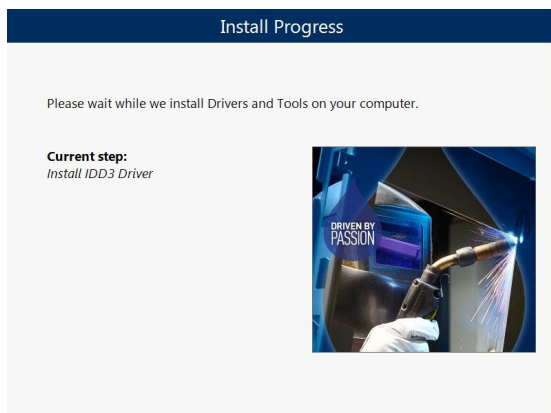 Install Progress
Please wait while we install Drivers and Tools on your computer.
Current step:
Install IDD3 Driver
DRIVEN BY
PASSION